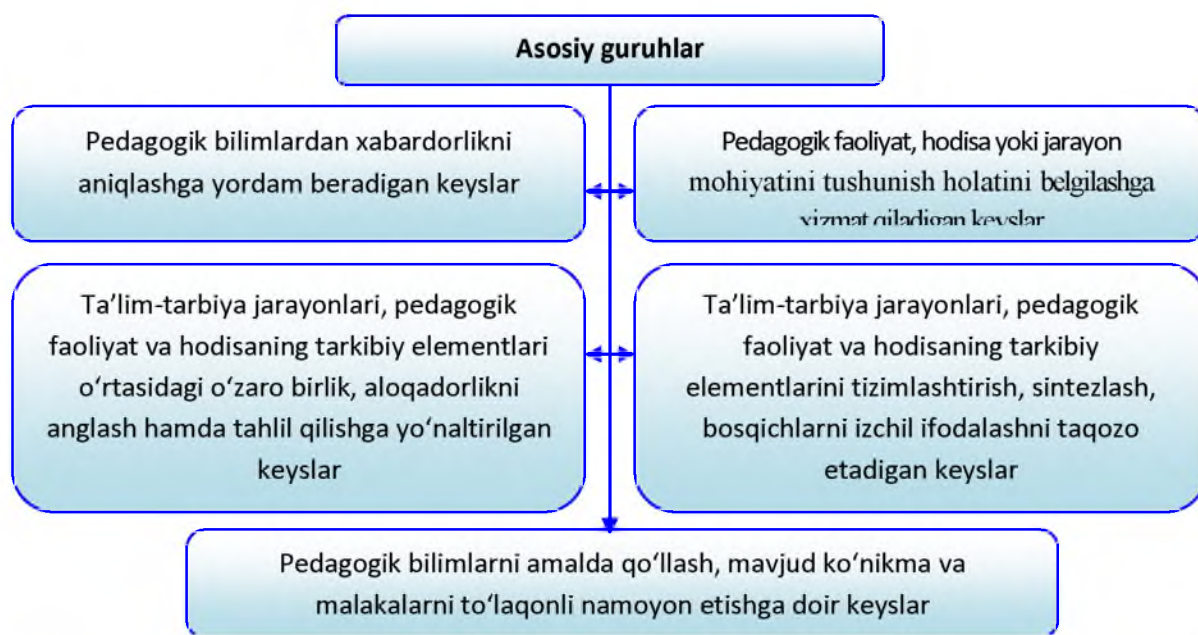 Asosiy guruhlar
Pedagogik bilimlardan xabardorlikni
aniqlashga yordam beradigan keyslar
Pedagogik faoliyat, hodisa yoki jarayon
mohiyatini tushunish holatini belgilashga
xizmat qiladigan keyslar
Ta’lim-tarbiya jarayonlari, pedagogik
faoliyat va hodisaning tarkibiy elementlari
o‘rtasidagi o‘zaro birlik, aloqadorlikni
anglash hamda tahlil qilishga yo‘naltirilgan
keyslar
Ta’lim-tarbiya jarayonlari, pedagogik
faoliyat va hodisaning tarkibiy
elementlarini tizimlashtirish, sintezlash,
bosqichlarni izchil ifodalashni taqozo
etadigan keyslar
Pedagogik bilimlarni amalda qo‘llash, mavjud ko‘nikma va
malakalarni to‘laqonli namoyon etishga doir keyslar